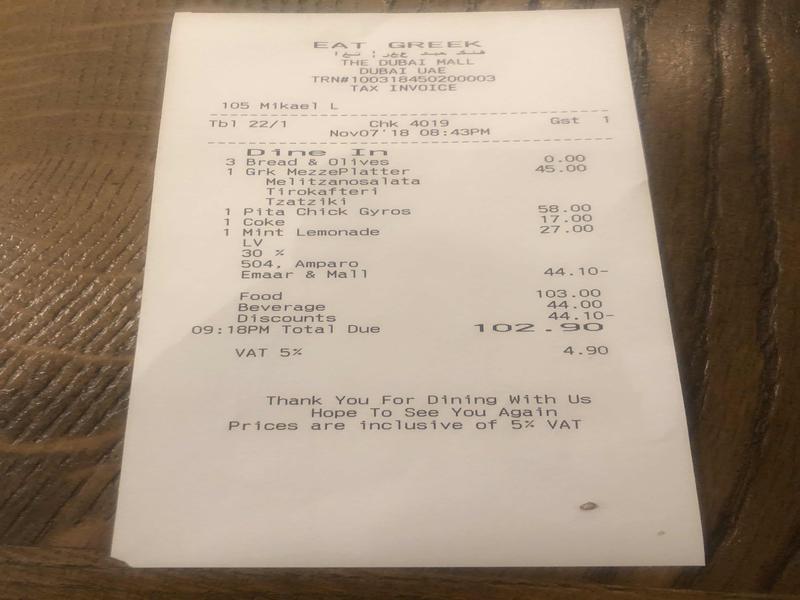 EAT GREEK
THE DUBAI MALL
DUBAI UAE
TRN#100318450200003
TAX INVOICE
105 Mikael L
Tbl 22/1 Chk 4019 Gst 1
Nov07'18 08:43PM
Dine In
3 Bread & Olives 0.00
1 Grk MezzePlatter 45.00
Melitzanosalata
Tirokafteri
Tzatziki
1 Pita Chick Gyros 58.00
1 Coke 17.00
1 Mint Lemonade 27.00
LV
30 %
504, Amparo
Emaar & Mall 44.10-
Food 103.00
Beverage 44.00
Discounts 44.10-
09:18PM Total Due 102.90
VAT 5% 4.90
Thank You For Dining With Us
Hope To See You Again
Prices are inclusive of 5% VAT